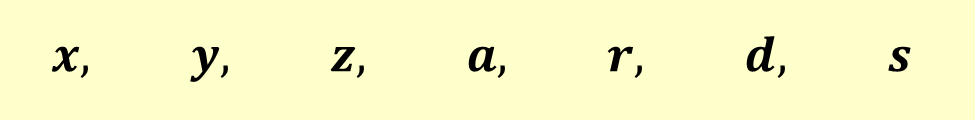 x, y, z, a, r, d, s